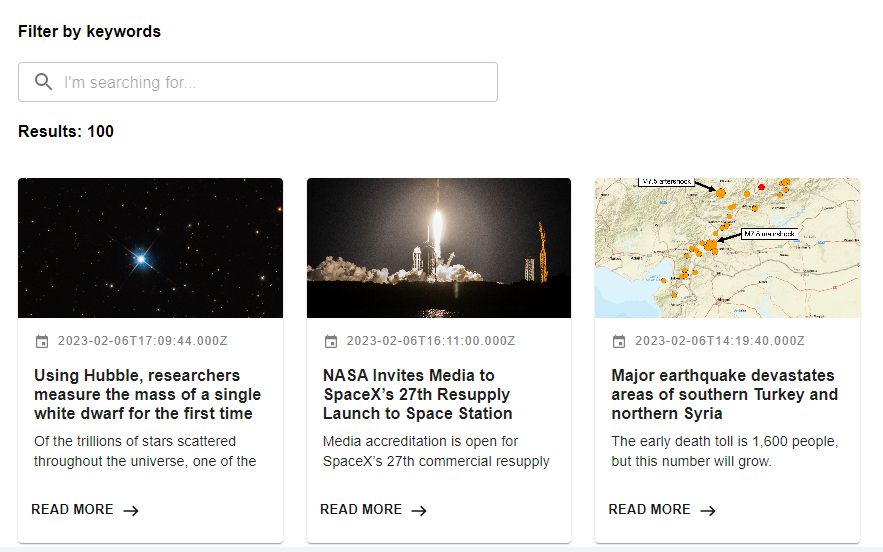 Filter by keywords
I'm searching for...
Results: 100
M7.5 aftershock
M7.8 mainshock
2023-02-06T17:09:44.000Z
Using Hubble, researchers
measure the mass of a single
white dwarf for the first time
Of the trillions of stars scattered
throughout the universe, one of the
READ MORE
2023-02-06T16:11:00.000Z
NASA Invites Media to
SpaceX’s 27th Resupply
Launch to Space Station
Media accreditation is open for
SpaceX’s 27th commercial resupply
READ MORE
2023-02-06T14:19:40.000Z
Major earthquake devastates
areas of southern Turkey and
northern Syria
The early death toll is 1,600 people,
but this number will grow.
READ MORE